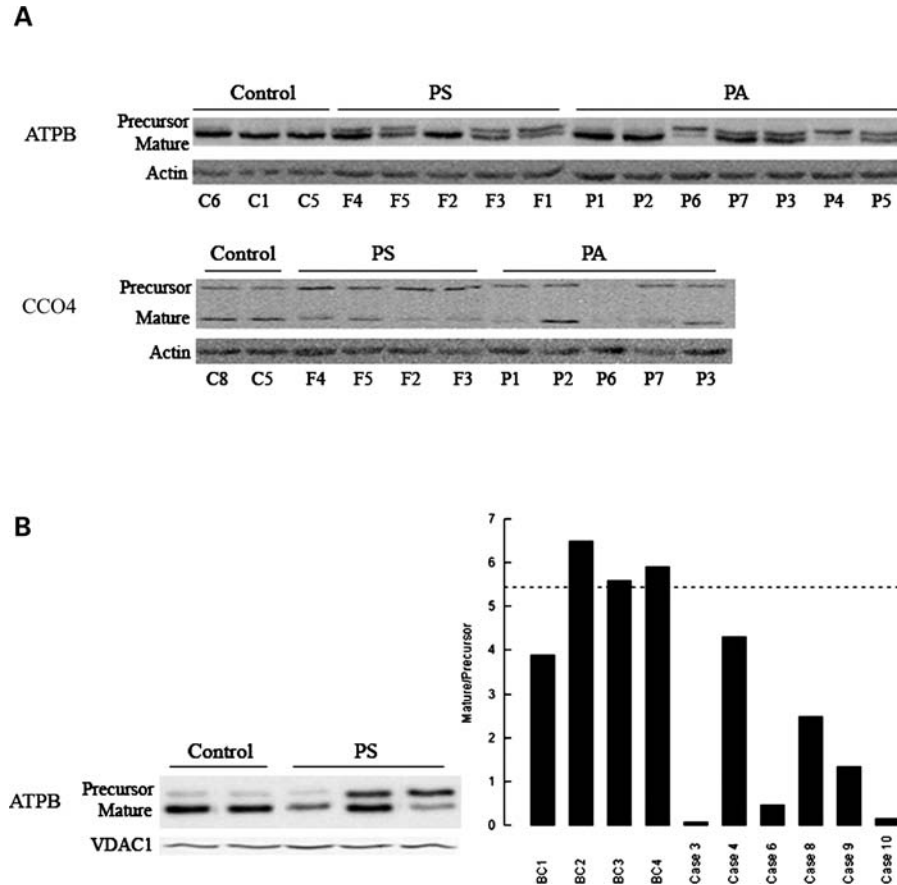 A
Control PS PA
ATPB
Precursor
Mature
Actin
C6 C1 C5 F4 F5 F2 F3 F1 P1 P2 P6 P7 P3 P4 P5
Control PS PA
CCO4
Precursor
Mature
Actin
C8 C5 F4 F5 F2 F3 P1 P2 P6 P7 P3
B
Control PS
ATPB
Precursor
Mature
VDAC1
Mature/Precursor
7
6
5
4
3
2
1
0
BC1 BC2 BC3 BC4 Case 3 Case 4 Case 6 Case 8 Case 9 Case 10